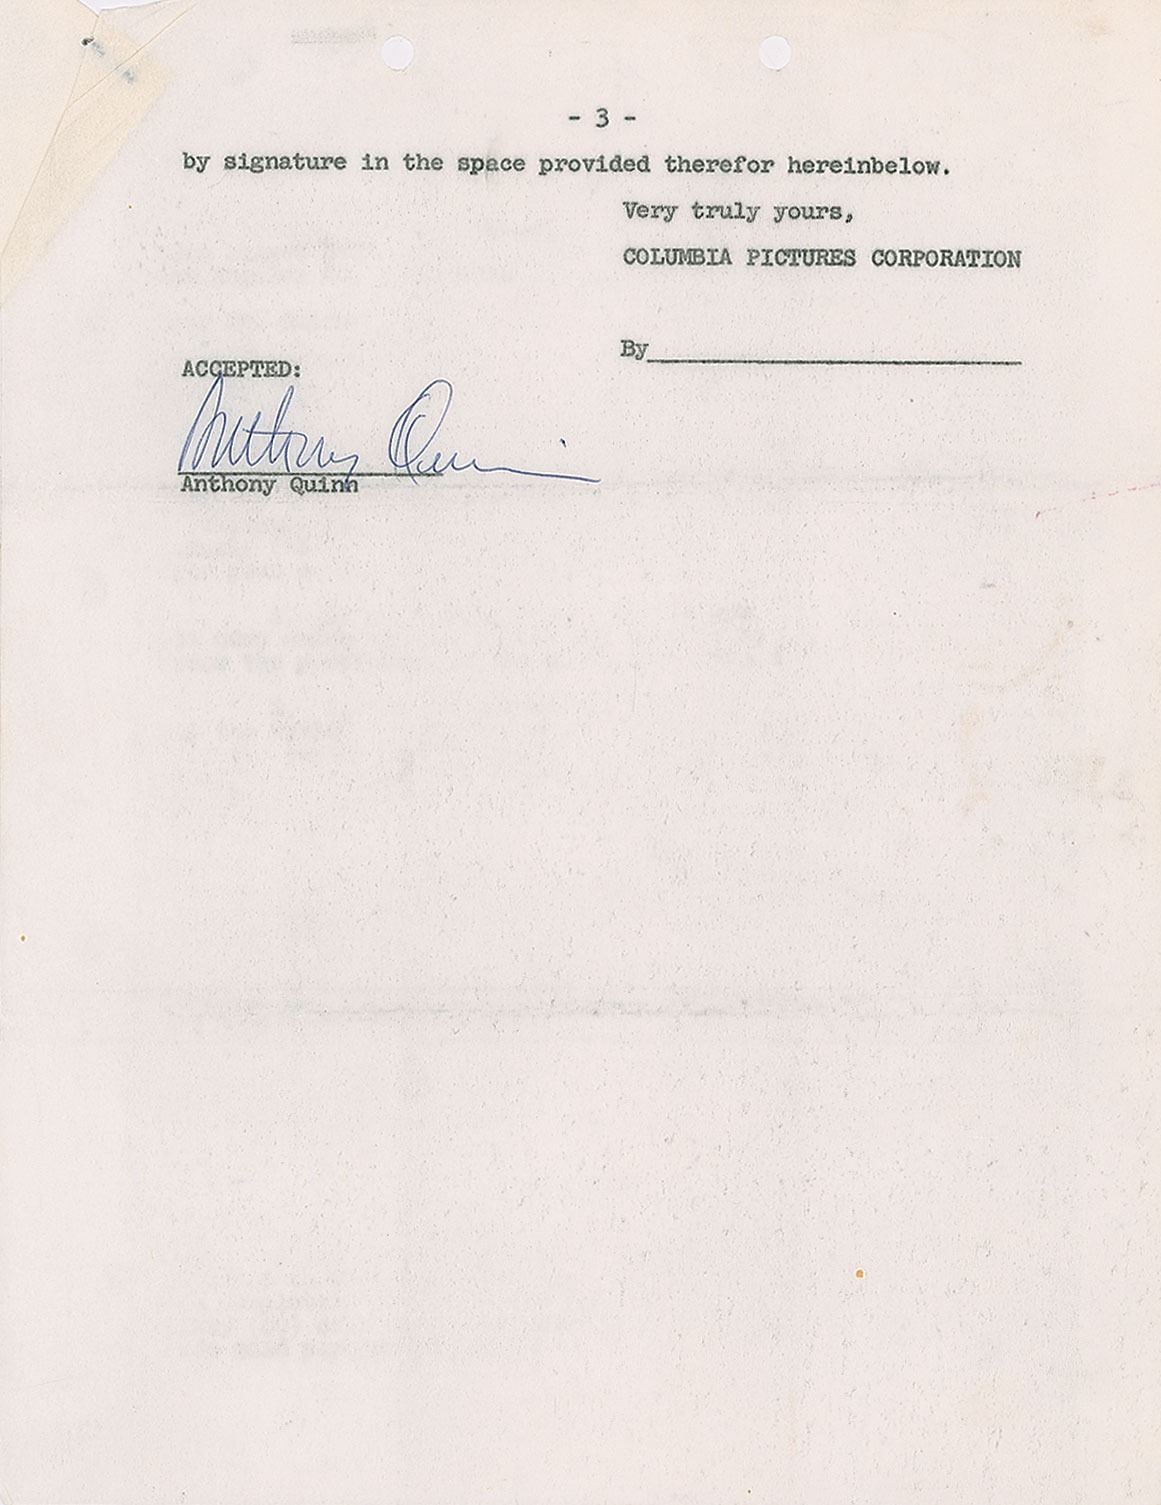 - 3 -
by signature in the space provided therefor hereinbelow.
Very truly yours,
COLUMBIA PICTURES CORPORATION
By
ACCEPTED:
Anthony Quinn
Anthony Quinn